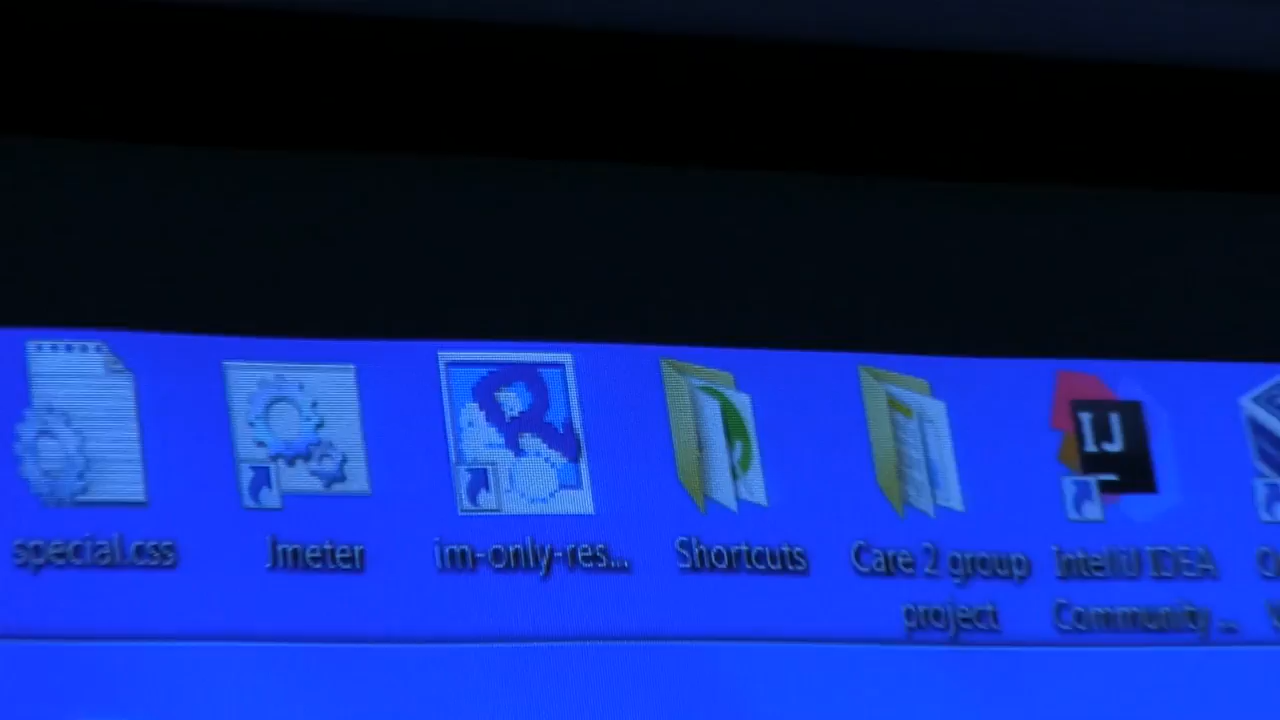 special.css
Jmeter
im-only-res...
Shortcuts
Care 2 group
project
IJ
IntelliJ IDEA
Community ...